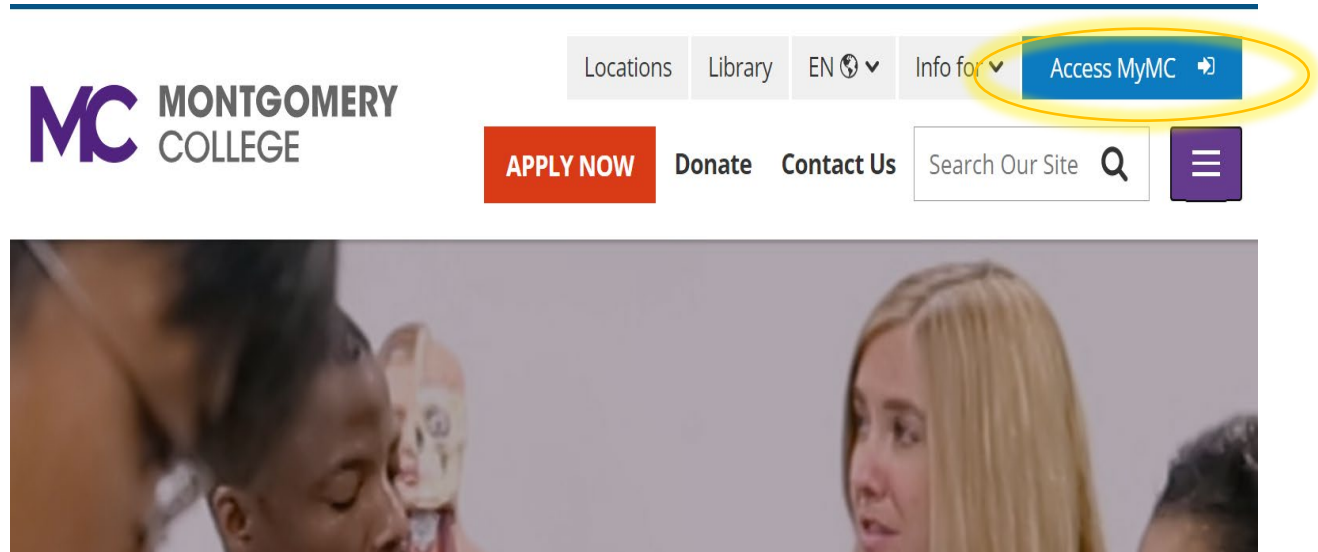 Locations Library EN Info for Access MyMC
MC MONTGOMERY
COLLEGE
APPLY NOW Donate Contact Us Search Our Site